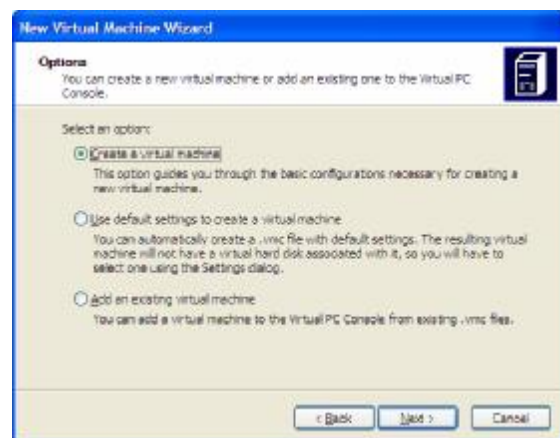 New Virtual Machine Wizard
Options
You can create a new virtual machine or add an existing one to the Virtual PC
Console.
Select an option:
Create a virtual machine
This option guides you through the basic configurations necessary for creating a
new virtual machine.
Use default settings to create a virtual machine
You can automatically create a .vmc file with default settings. The resulting virtual
machine will not have a virtual hard disk associated with it, so you will have to
select one using the Settings dialog.
Add an existing virtual machine
You can add a virtual machine to the Virtual PC Console from existing .vmc files.
< Back Next > Cancel